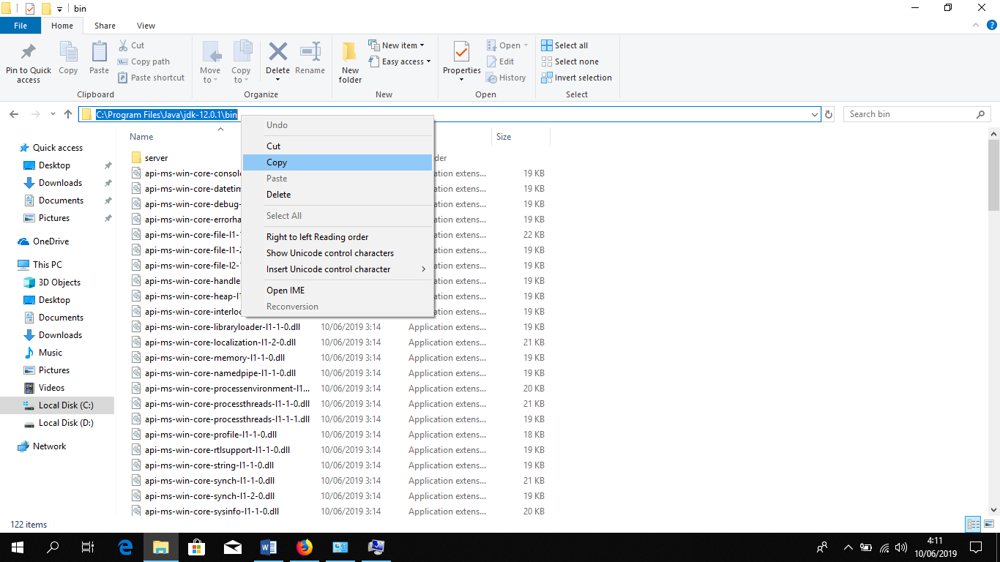 bin
File Home Share View
Pin to Quick access
Copy
Paste
Cut
Copy path
Paste shortcut
Clipboard
Move to
Copy to
Delete
Rename
Organize
New folder
New item
Easy access
New
Properties
Open
Edit
History
Open
Select all
Select none
Invert selection
Select
C:\Program Files\Java\jdk-12.0.1\bin
Search bin
Quick access
Desktop
Downloads
Documents
Pictures
OneDrive
This PC
3D Objects
Desktop
Documents
Downloads
Music
Pictures
Videos
Local Disk (C:)
Local Disk (D:)
Network
Undo
Cut
Copy
Paste
Delete
Select All
Right to left Reading order
Show Unicode control characters
Insert Unicode control character
Open IME
Reconversion
Name Size
server der
api-ms-win-core-consol ation extens... 19 KB
api-ms-win-core-datetim ation extens... 19 KB
api-ms-win-core-debug- ation extens... 19 KB
api-ms-win-core-errorha ation extens... 19 KB
api-ms-win-core-file-l1- ation extens... 22 KB
api-ms-win-core-file-l1-2 ation extens... 19 KB
api-ms-win-core-file-l2- ation extens... 19 KB
api-ms-win-core-handle ation extens... 19 KB
api-ms-win-core-heap-l1 ation extens... 19 KB
api-ms-win-core-interloc ation extens... 19 KB
api-ms-win-core-libraryloader-l1-1-0.dll 10/06/2019 3:14 Application extens... 19 KB
api-ms-win-core-localization-l1-2-0.dll 10/06/2019 3:14 Application extens... 21 KB
api-ms-win-core-memory-l1-1-0.dll 10/06/2019 3:14 Application extens... 19 KB
api-ms-win-core-namedpipe-l1-1-0.dll 10/06/2019 3:14 Application extens... 19 KB
api-ms-win-core-processenvironment-l1... 10/06/2019 3:14 Application extens... 20 KB
api-ms-win-core-processthreads-l1-1-0.dll 10/06/2019 3:14 Application extens... 21 KB
api-ms-win-core-processthreads-l1-1-1.dll 10/06/2019 3:14 Application extens... 19 KB
api-ms-win-core-profile-l1-1-0.dll 10/06/2019 3:14 Application extens... 18 KB
api-ms-win-core-rtlsupport-l1-1-0.dll 10/06/2019 3:14 Application extens... 19 KB
api-ms-win-core-string-l1-1-0.dll 10/06/2019 3:14 Application extens... 19 KB
api-ms-win-core-synch-l1-1-0.dll 10/06/2019 3:14 Application extens... 21 KB
api-ms-win-core-synch-l1-2-0.dll 10/06/2019 3:14 Application extens... 19 KB
api-ms-win-core-sysinfo-l1-1-0.dll 10/06/2019 3:14 Application extens... 20 KB
122 items
4:11
10/06/2019